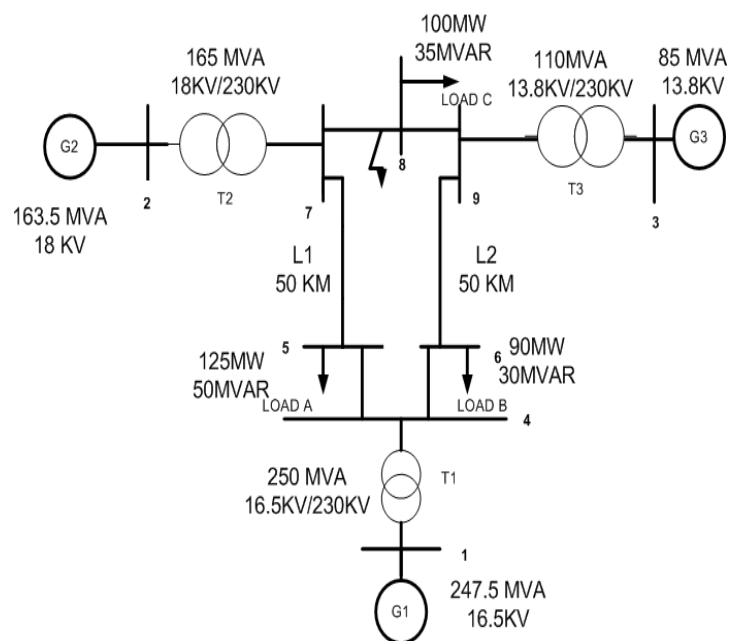 100MW
35MVAR
LOAD C
165 MVA
18KV/230KV
110MVA
13.8KV/230KV
85 MVA
13.8KV
G2
G3
2
T2
7
8
9
T3
3
163.5 MVA
18 KV
L1
50 KM
L2
50 KM
5
6
125MW
50MVAR
LOAD A
90MW
30MVAR
LOAD B
4
250 MVA
16.5KV/230KV
T1
1
G1
247.5 MVA
16.5KV